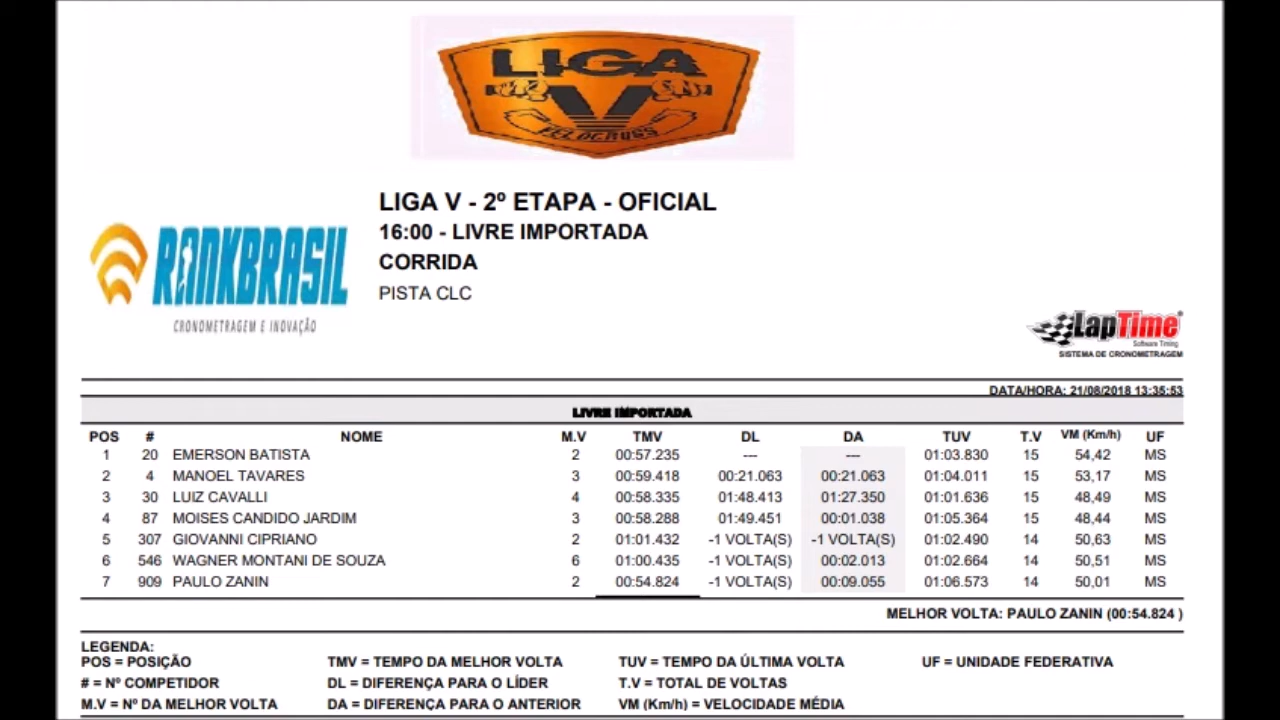 LIGA
V
VELOCROSS
LIGA V - 2º ETAPA - OFICIAL
16:00 - LIVRE IMPORTADA
CORRIDA
PISTA CLC
RANKBRASIL
CRONOMETRAGEM E INOVAÇÃO
LapTime®
Software Timing
SISTEMA DE CRONOMETRAGEM
DATA/HORA: 21/08/2018 13:35:53
LIVRE IMPORTADA
POS # NOME M.V TMV DL DA TUV T.V VM (Km/h) UF
1 20 EMERSON BATISTA 2 00:57.235 --- --- 01:03.830 15 54,42 MS
2 4 MANOEL TAVARES 3 00:59.418 00:21.063 00:21.063 01:04.011 15 53,17 MS
3 30 LUIZ CAVALLI 4 00:58.335 01:48.413 01:27.350 01:01.636 15 48,49 MS
4 87 MOISES CANDIDO JARDIM 3 00:58.288 01:49.451 00:01.038 01:05.364 15 48,44 MS
5 307 GIOVANNI CIPRIANO 2 01:01.432 -1 VOLTA(S) -1 VOLTA(S) 01:02.490 14 50,63 MS
6 546 WAGNER MONTANI DE SOUZA 6 01:00.435 -1 VOLTA(S) 00:02.013 01:02.664 14 50,51 MS
7 909 PAULO ZANIN 2 00:54.824 -1 VOLTA(S) 00:09.055 01:06.573 14 50,01 MS
MELHOR VOLTA: PAULO ZANIN (00:54.824 )
LEGENDA:
POS = POSIÇÃO TMV = TEMPO DA MELHOR VOLTA TUV = TEMPO DA ÚLTIMA VOLTA UF = UNIDADE FEDERATIVA
# = Nº COMPETIDOR DL = DIFERENÇA PARA O LÍDER T.V = TOTAL DE VOLTAS
M.V = Nº DA MELHOR VOLTA DA = DIFERENÇA PARA O ANTERIOR VM (Km/h) = VELOCIDADE MÉDIA